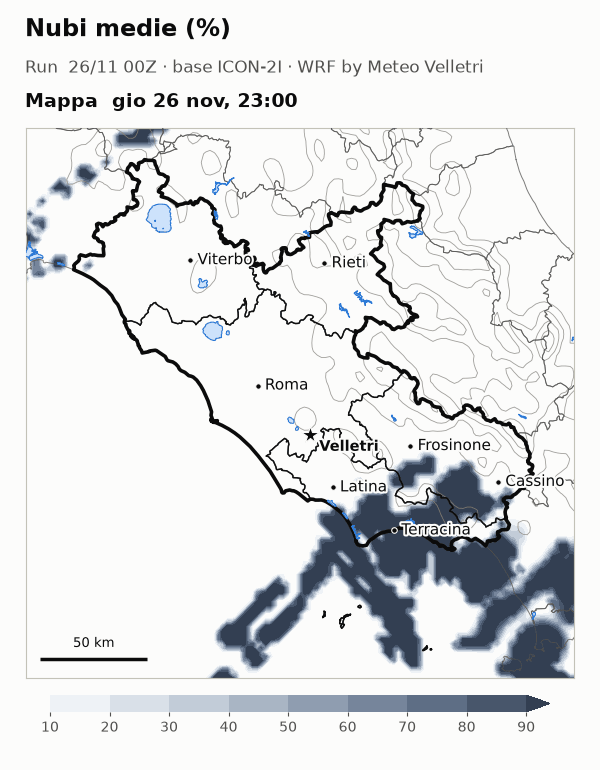 Nubi medie (%)
Run  26/11 00Z · base ICON-2I · WRF by Meteo Velletri
Mappa  gio 26 nov, 23:00
Viterbo
Rieti
Roma
Velletri
Frosinone
Latina
Cassino
Terracina
50 km
10 20 30 40 50 60 70 80 90